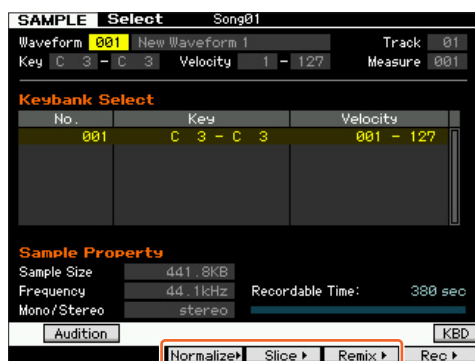 SAMPLE Select Song01
Waveform 001 New Waveform 1 Track 01
Key C 3 - C 3 Velocity 1 - 127 Measure 001
Keybank Select
No. Key Velocity
001 C 3 - C 3 001 - 127
Sample Property
Sample Size 441.8KB
Frequency 44.1kHz Recordable Time: 380 sec
Mono/Stereo stereo
Audition KBD
Normalize Slice Remix Rec